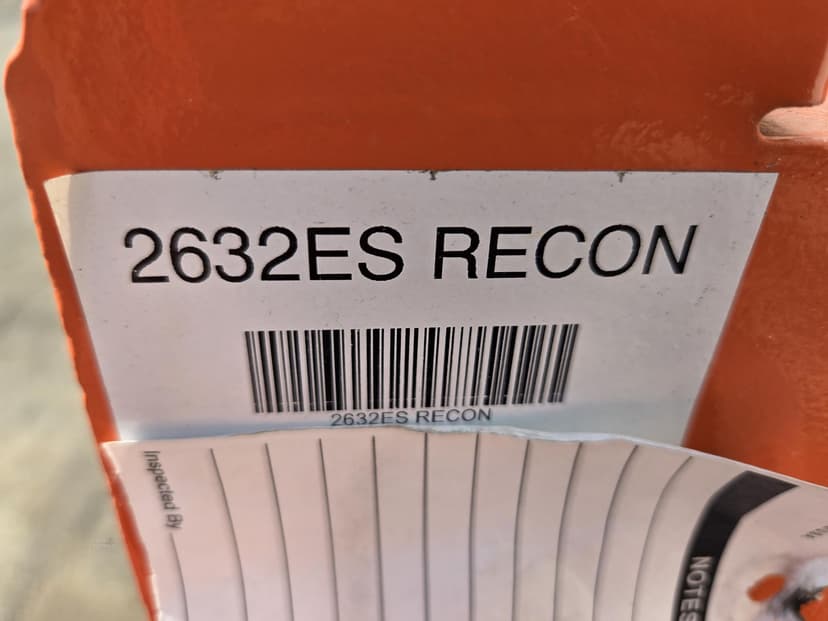 2632ES RECON
2632ES RECON
Inspected By
NOTES